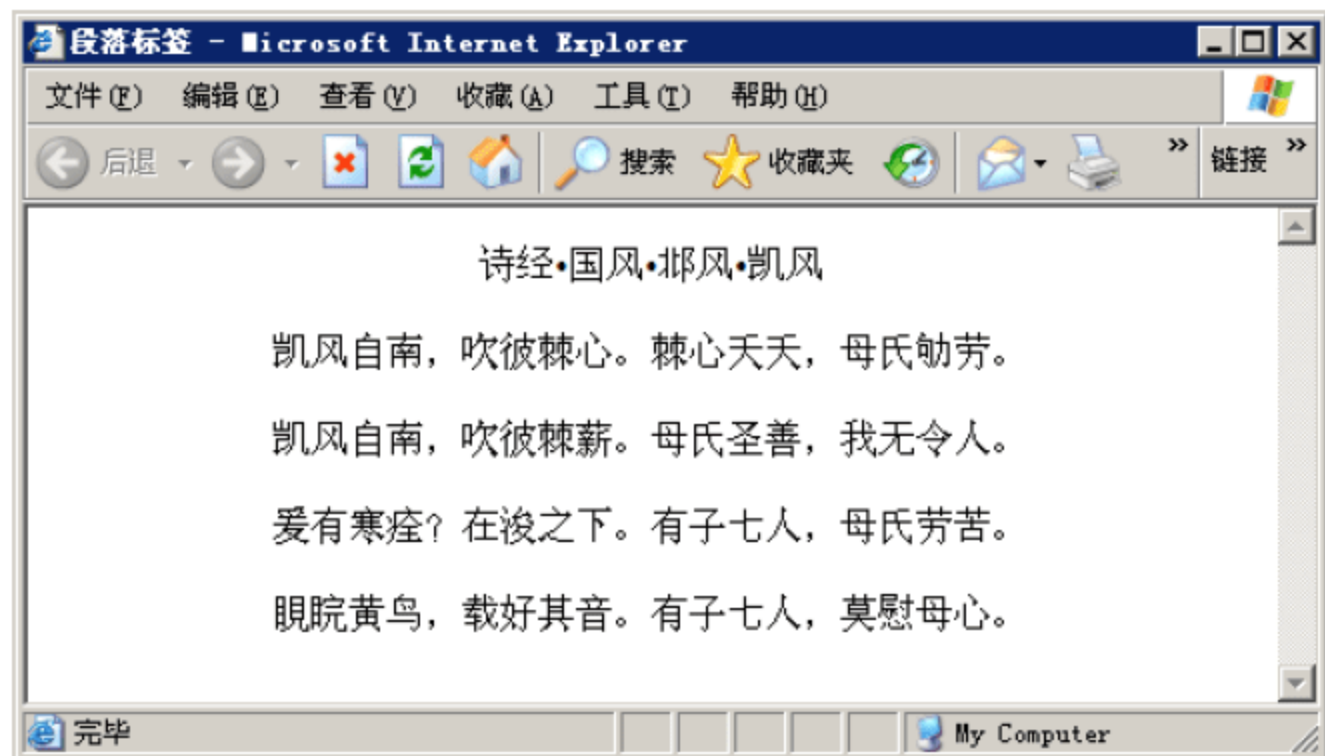 段落标签 - Microsoft Internet Explorer
文件(F) 编辑(E) 查看(V) 收藏(A) 工具(T) 帮助(H)
后退 搜索 收藏夹 » 链接 »
诗经•国风•邶风•凯风
凯风自南，吹彼棘心。棘心夭夭，母氏劬劳。
凯风自南，吹彼棘薪。母氏圣善，我无令人。
爰有寒痊？在浚之下。有子七人，母氏劳苦。
睍睆黄鸟，载好其音。有子七人，莫慰母心。
完毕 My Computer